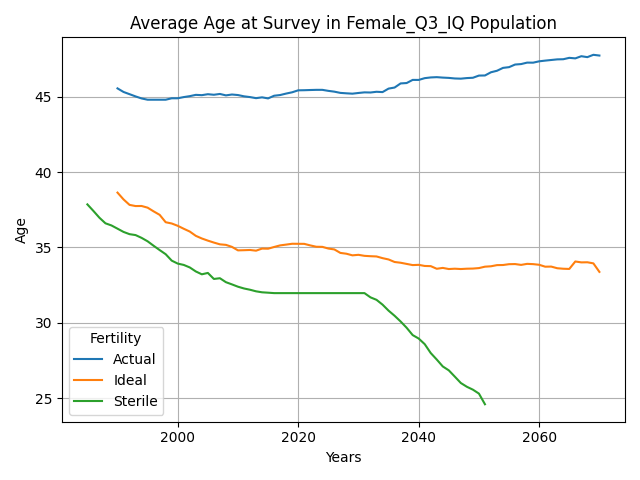 Average Age at Survey in Female_Q3_IQ Population
Age
45
40
35
30
25
Fertility
Actual
Ideal
Sterile
2000
2020
2040
2060
Years